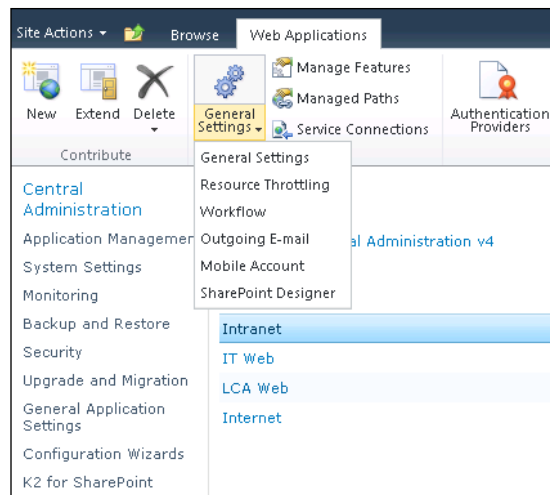 Site Actions
Browse
Web Applications
New
Extend
Delete
General
Settings
Manage Features
Managed Paths
Service Connections
Authentication
Providers
Contribute
General Settings
Resource Throttling
Workflow
Outgoing E-mail
Mobile Account
SharePoint Designer
Central
Administration
Application Managemen
System Settings
Monitoring
Backup and Restore
Security
Upgrade and Migration
General Application
Settings
Configuration Wizards
K2 for SharePoint
al Administration v4
Intranet
IT Web
LCA Web
Internet